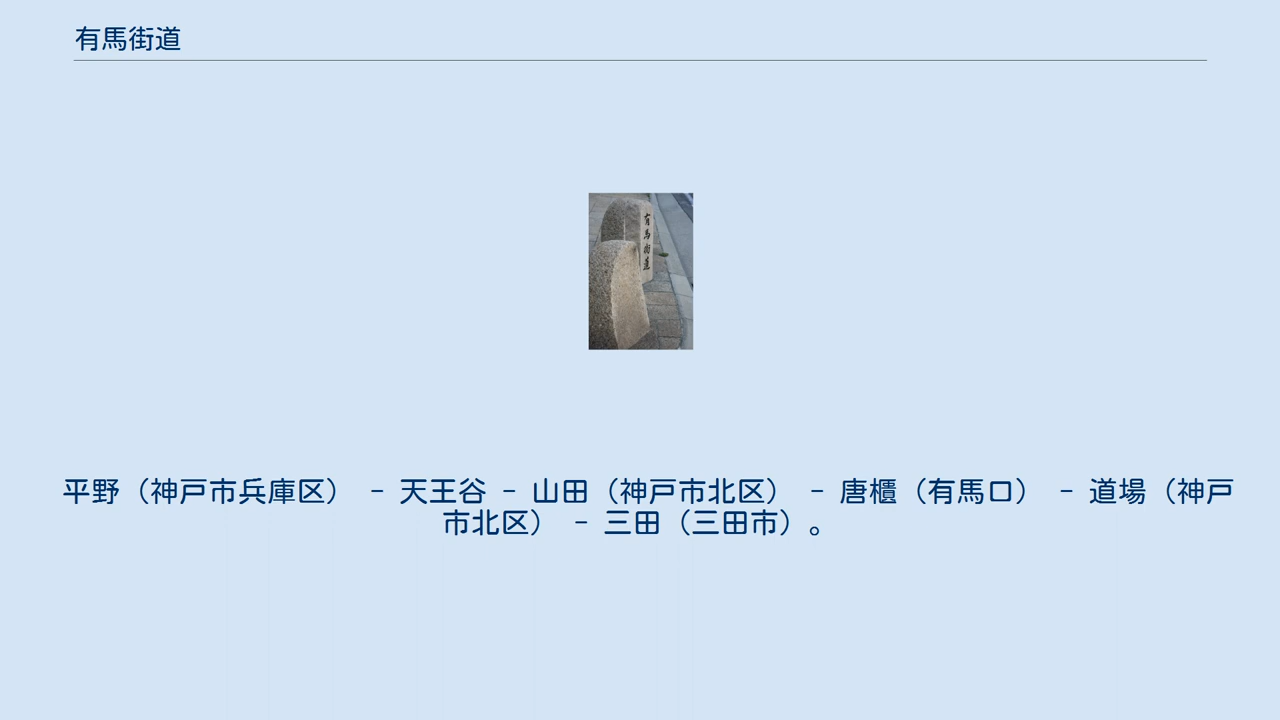 有馬街道
有馬街道
平野（神戸市兵庫区） - 天王谷 - 山田（神戸市北区） - 唐櫃（有馬口） - 道場（神戸
市北区） - 三田（三田市）。